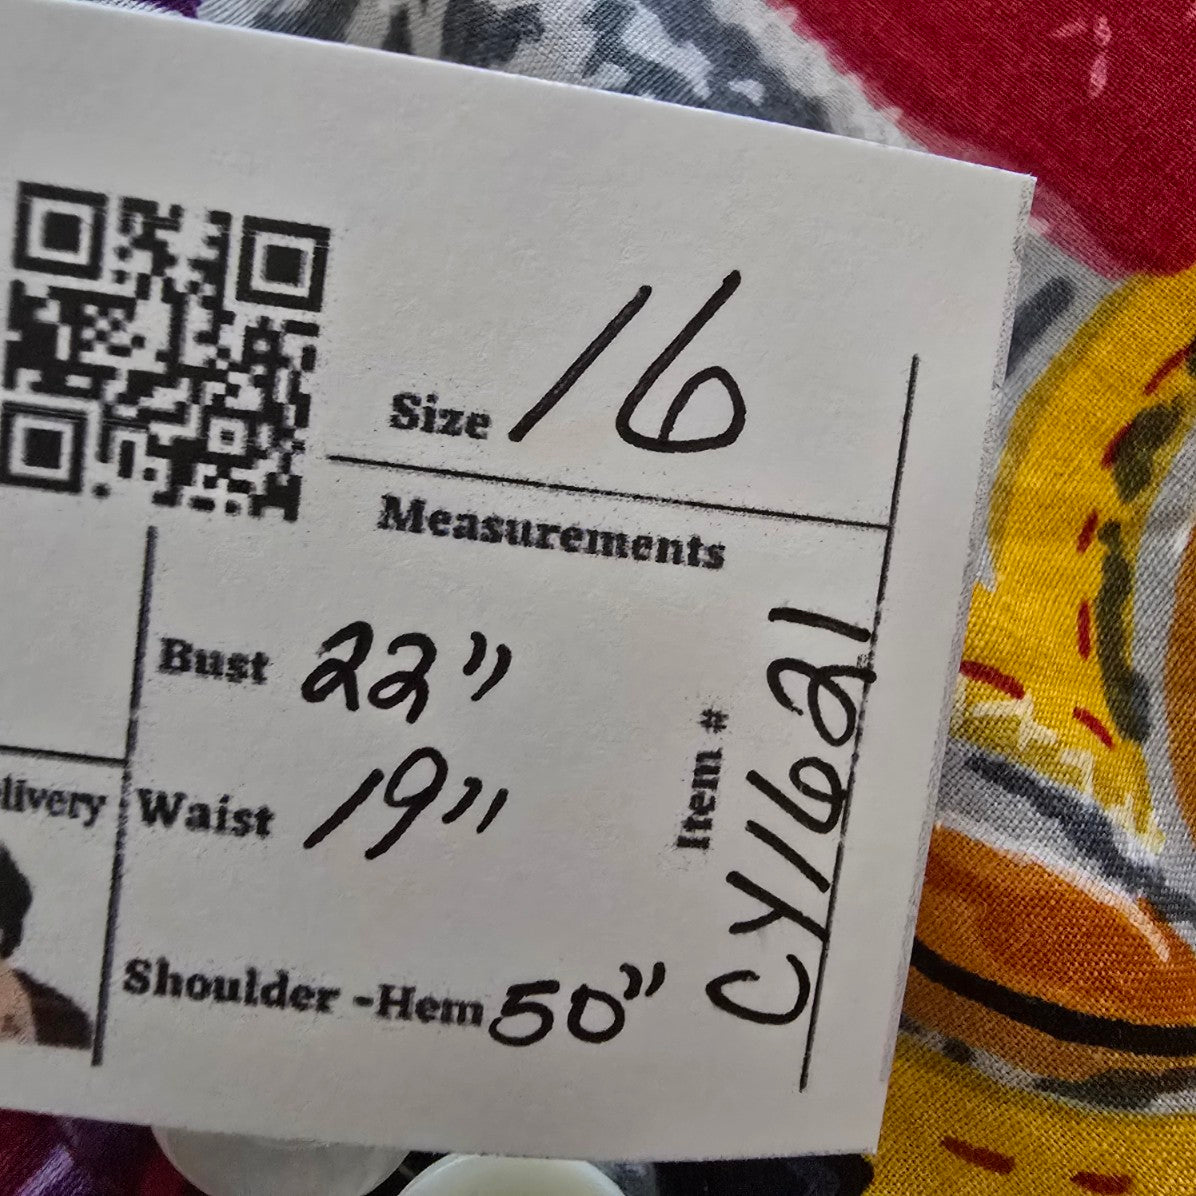 Size 16
Measurements
Bust 22"
Waist 19"
Shoulder -Hem 50"
Item #
CY1621
livery